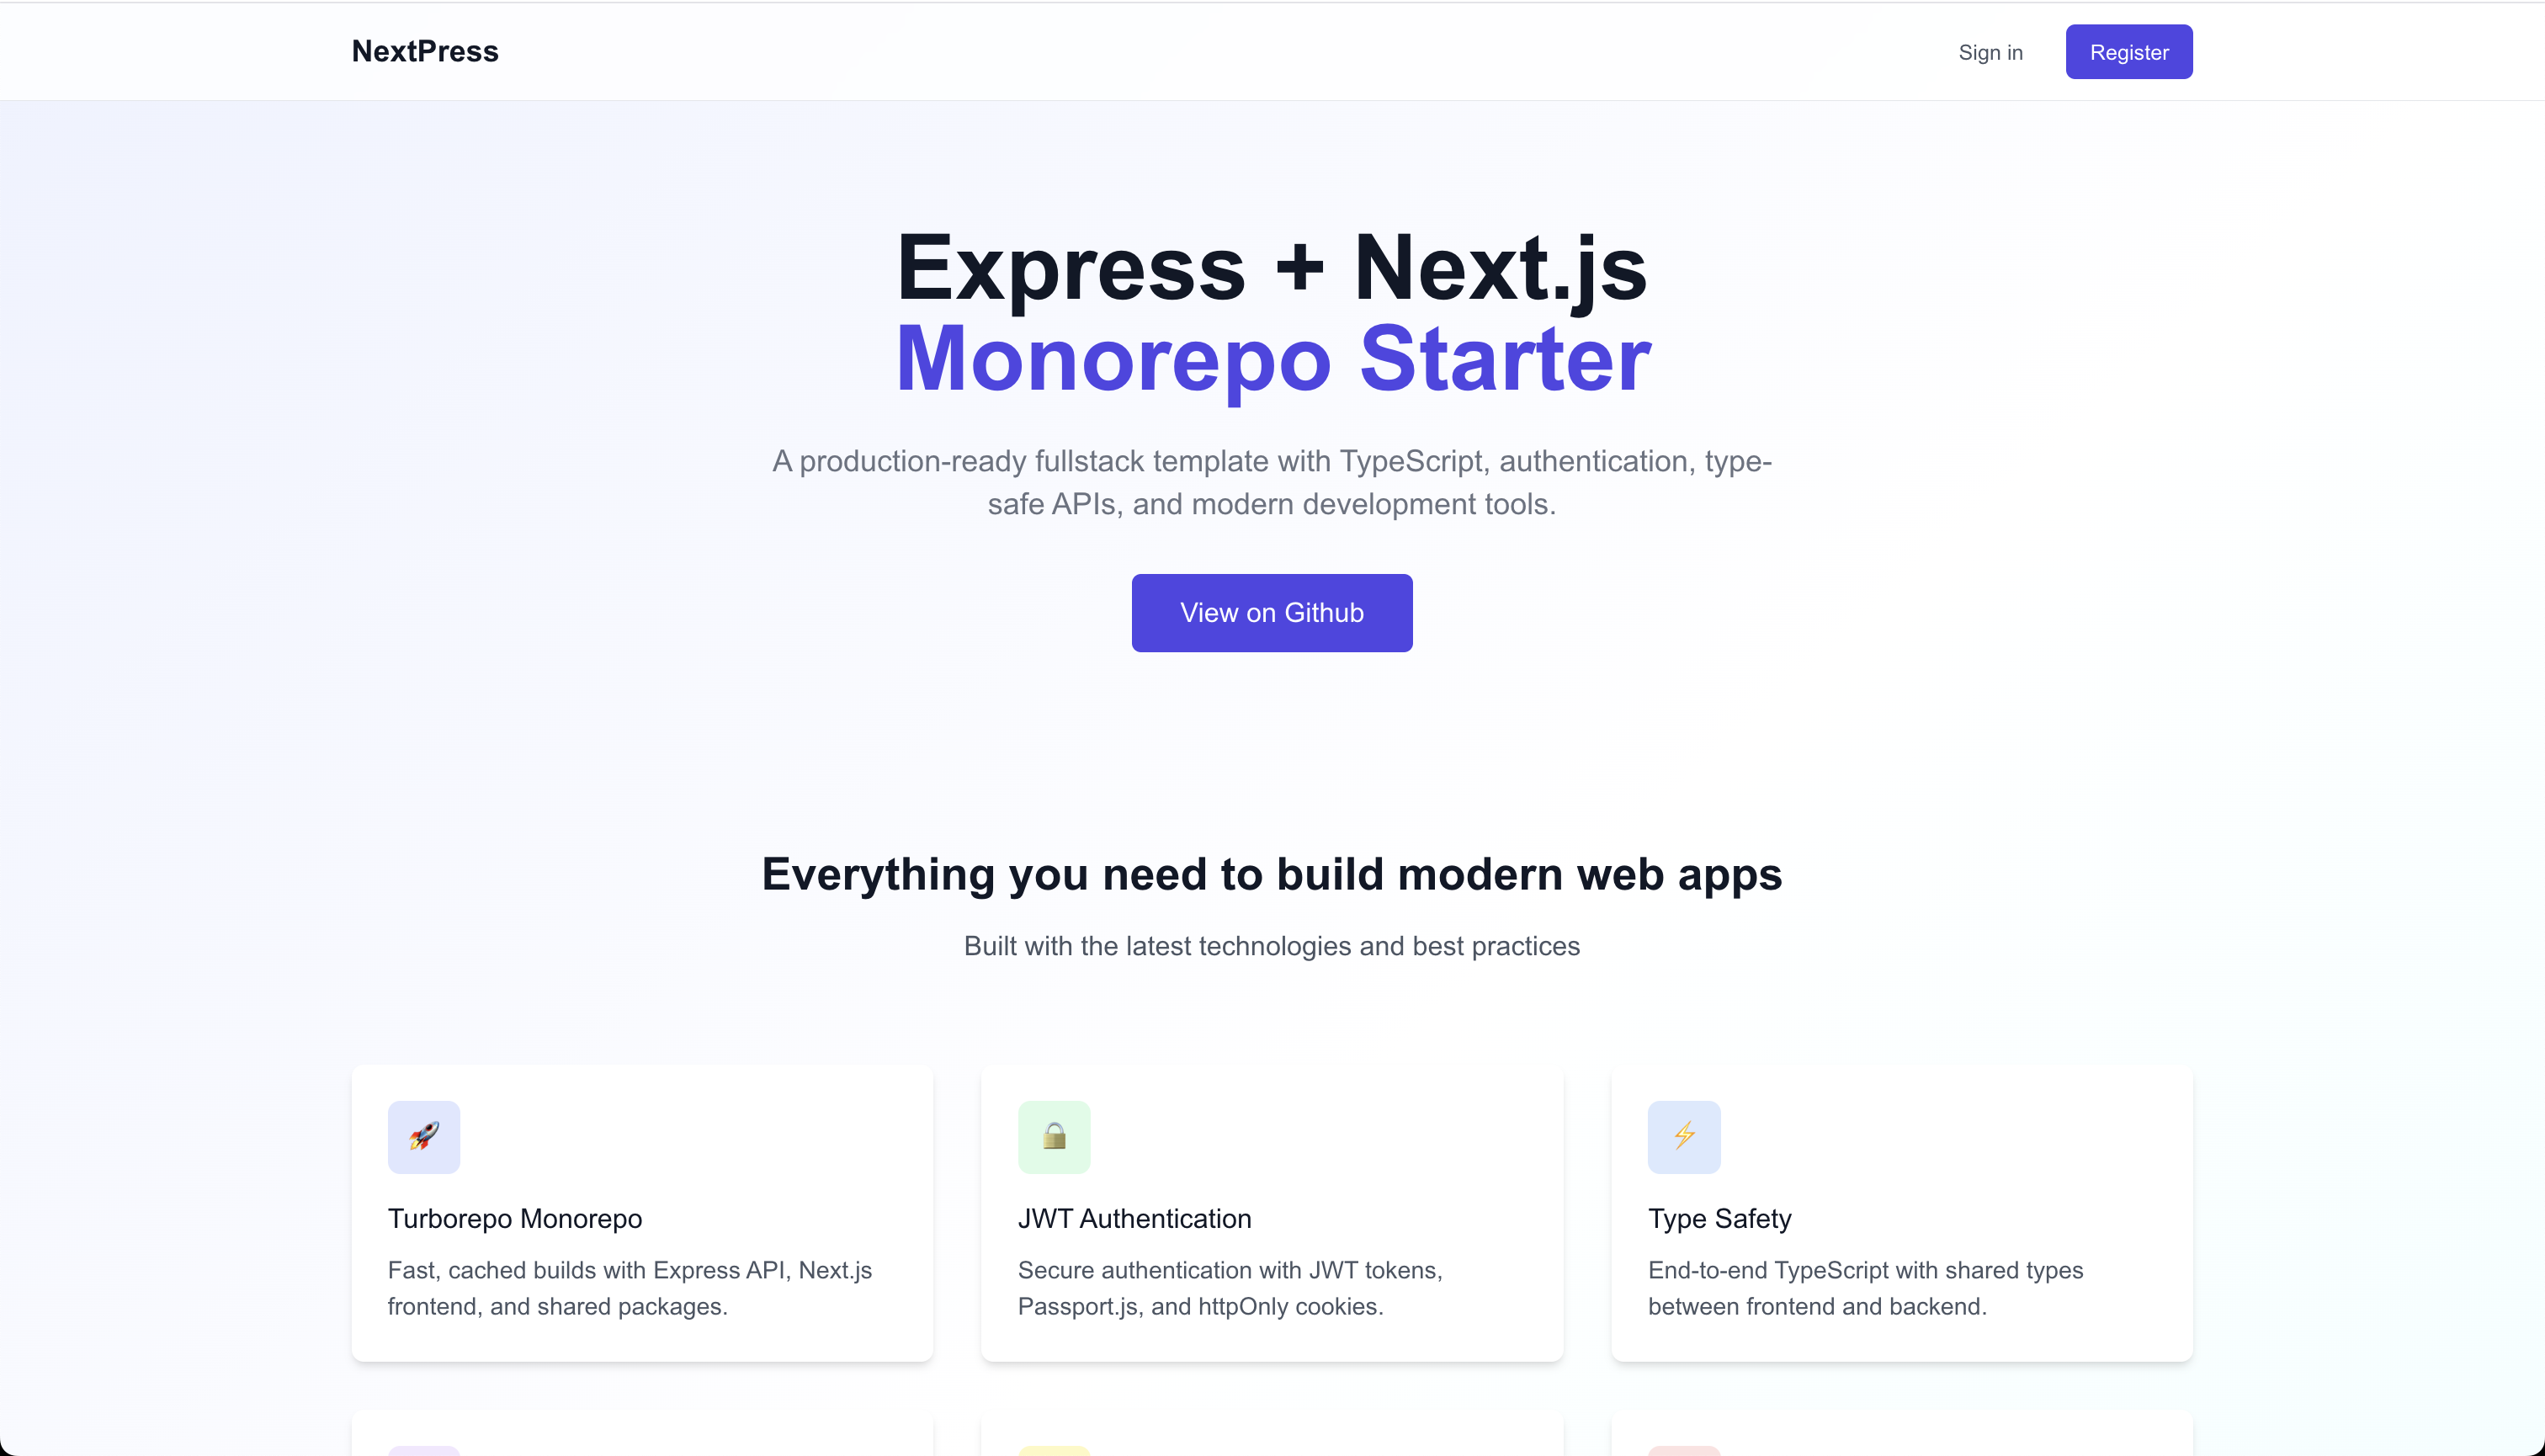 NextPress
Sign in
Register
Express + Next.js
Monorepo Starter
A production-ready fullstack template with TypeScript, authentication, type-
safe APIs, and modern development tools.
View on Github
Everything you need to build modern web apps
Built with the latest technologies and best practices
Turborepo Monorepo
Fast, cached builds with Express API, Next.js
frontend, and shared packages.
JWT Authentication
Secure authentication with JWT tokens,
Passport.js, and httpOnly cookies.
Type Safety
End-to-end TypeScript with shared types
between frontend and backend.